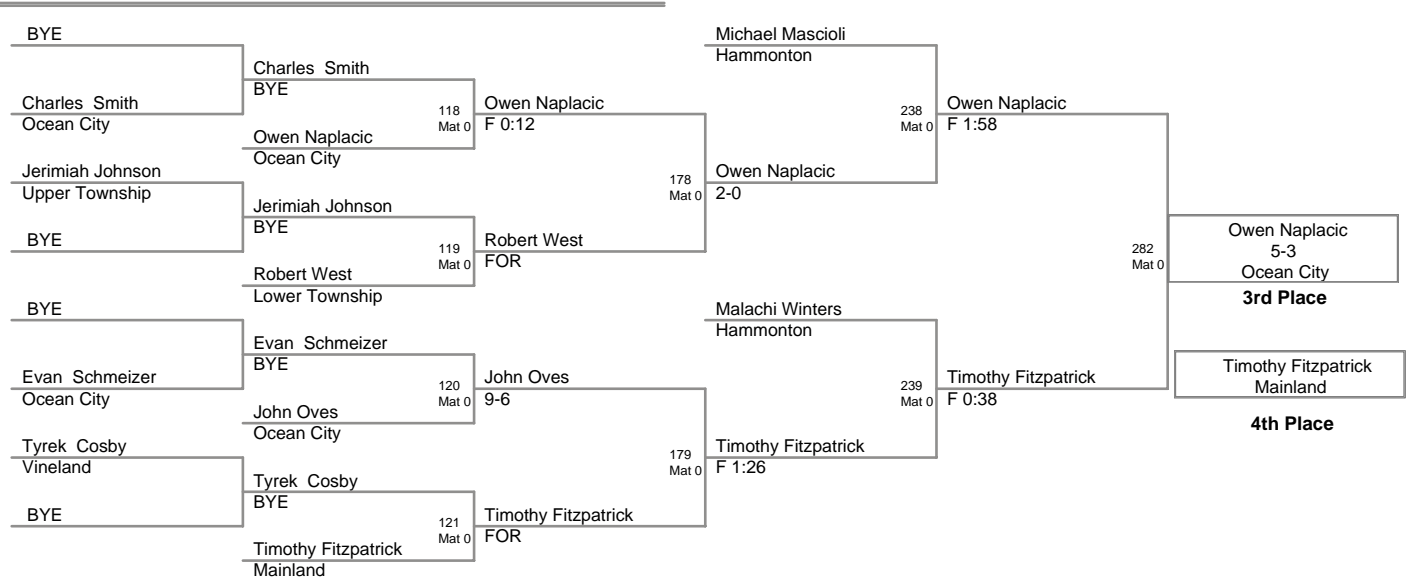 BYE
Charles  Smith
Ocean City
Jerimiah Johnson
Upper Township
BYE
BYE
Evan  Schmeizer
Ocean City
Tyrek  Cosby
Vineland
BYE
Charles  Smith
BYE
118
Mat 0
Owen Naplacic
Ocean City
Jerimiah Johnson
BYE
119
Mat 0
Robert West
Lower Township
Evan  Schmeizer
BYE
120
Mat 0
John Oves
Ocean City
Tyrek  Cosby
BYE
121
Mat 0
Timothy Fitzpatrick
Mainland
Owen Naplacic
F 0:12
178
Mat 0
Robert West
FOR
John Oves
9-6
179
Mat 0
Timothy Fitzpatrick
FOR
Michael Mascioli
Hammonton
238
Mat 0
Owen Naplacic
2-0
Malachi Winters
Hammonton
239
Mat 0
Timothy Fitzpatrick
F 1:26
Owen Naplacic
F 1:58
282
Mat 0
Timothy Fitzpatrick
F 0:38
Owen Naplacic
5-3
Ocean City
3rd Place
Timothy Fitzpatrick
Mainland
4th Place